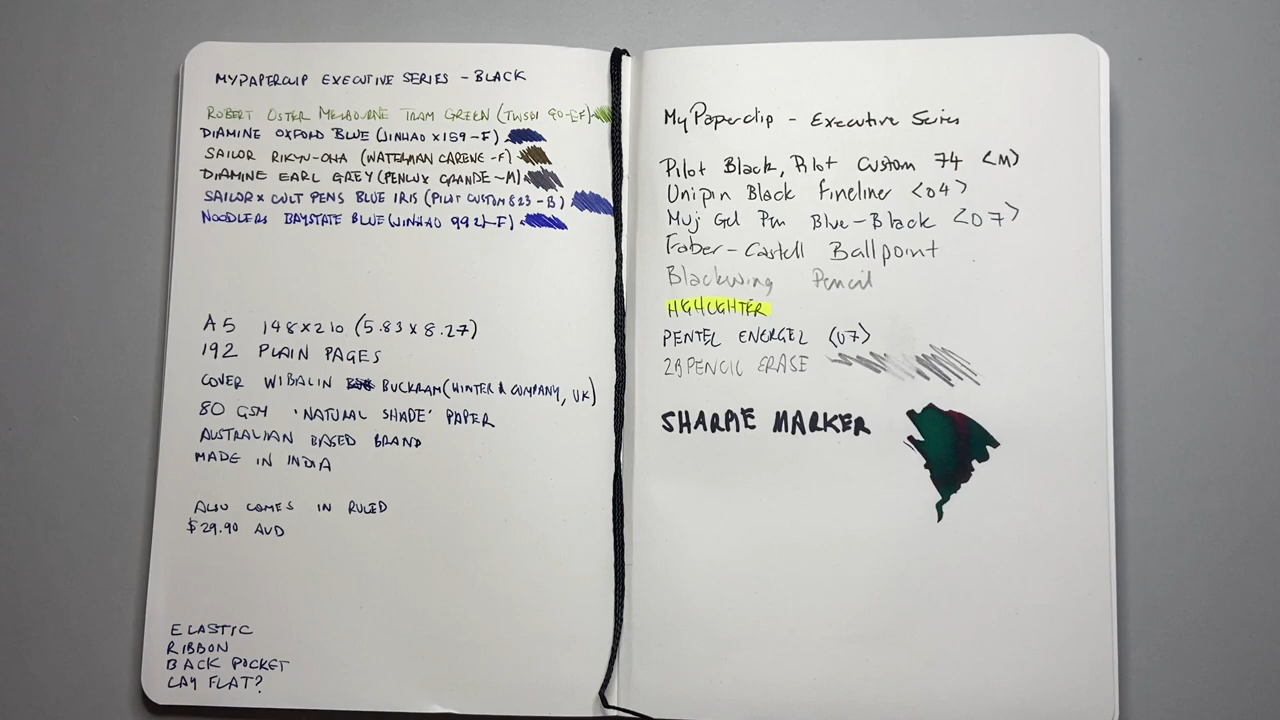 MYPAPERCLIP EXECUTIVE SERIES - BLACK
ROBERT OSTER MELBOURNE TRAM GREEN (TWSBI 90-EF)
DIAMINE OXFORD BLUE (JINHAO X159-F)
SAILOR RIKYU-CHA (WATERMAN CARENE -F)
DIAMINE EARL GREY (PENLUX GRANDE-M)
SAILOR X CULT PENS BLUE IRIS (PILOT CUSTOM 823 - B)
NOODLERS BAYSTATE BLUE (JINHAO 992 -F)
A5 148×210 (5.83 × 8.27)
192 PLAIN PAGES
COVER WIBALIN BUCKRAM (WINTER & COMPANY, UK)
80 GSM 'NATURAL SHADE' PAPER
AUSTRALIAN BASED BRAND
MADE IN INDIA
ALSO COMES IN RULED
$29.90 AUD
ELASTIC
RIBBON
BACK POCKET
LAY FLAT?
MyPaperclip - Executive Series
Pilot Black, Pilot Custom 74 <M>
Unipin Black Fineliner <04>
Muji Gel Pen Blue-Black <07>
Faber-Castell Ballpoint
Blackwing Pencil
HIGHLIGHTER
PENTEL ENERGEL <07>
2B PENCIL ERASE
SHARPIE MARKER